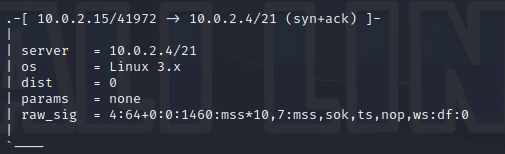 .-[ 10.0.2.15/41972 -> 10.0.2.4/21 (syn+ack) ]-
|
| server   = 10.0.2.4/21
| os       = Linux 3.x
| dist     = 0
| params   = none
| raw_sig  = 4:64+0:0:1460:mss*10,7:mss,sok,ts,nop,ws:df:0
|
`____